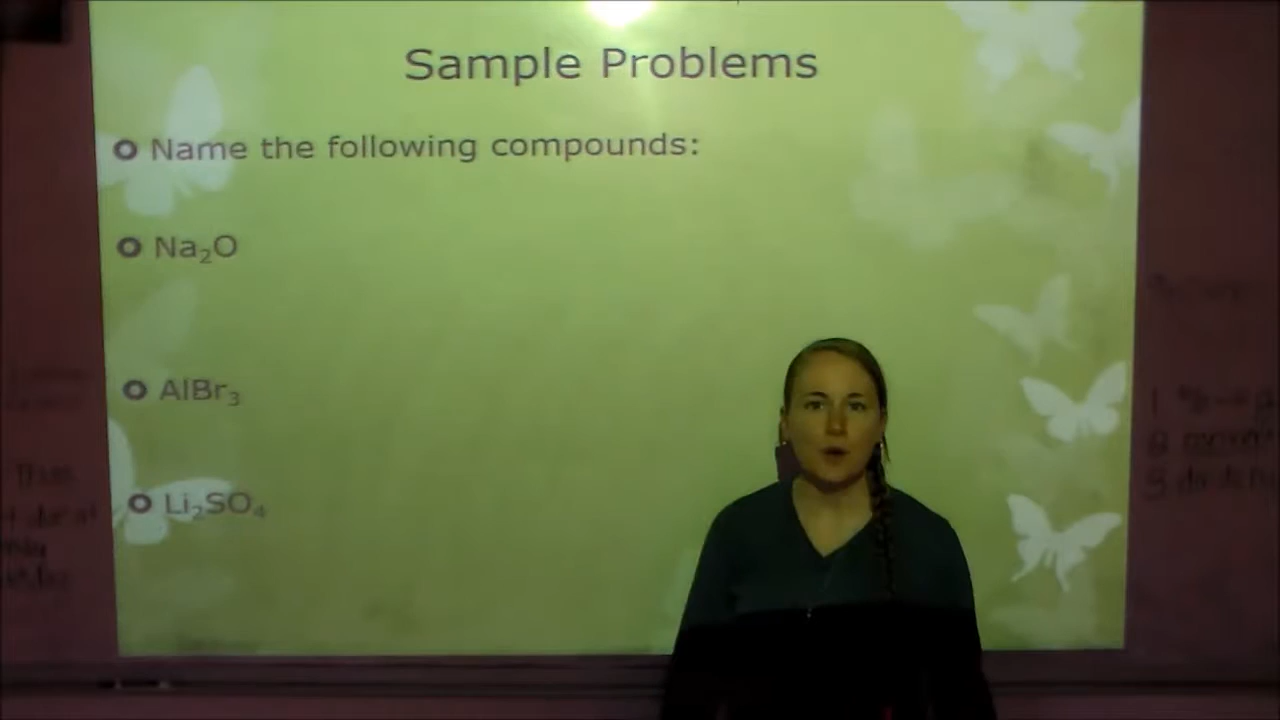 Sample Problems
Name the following compounds:
Na₂O
AlBr₃
Li₂SO₄